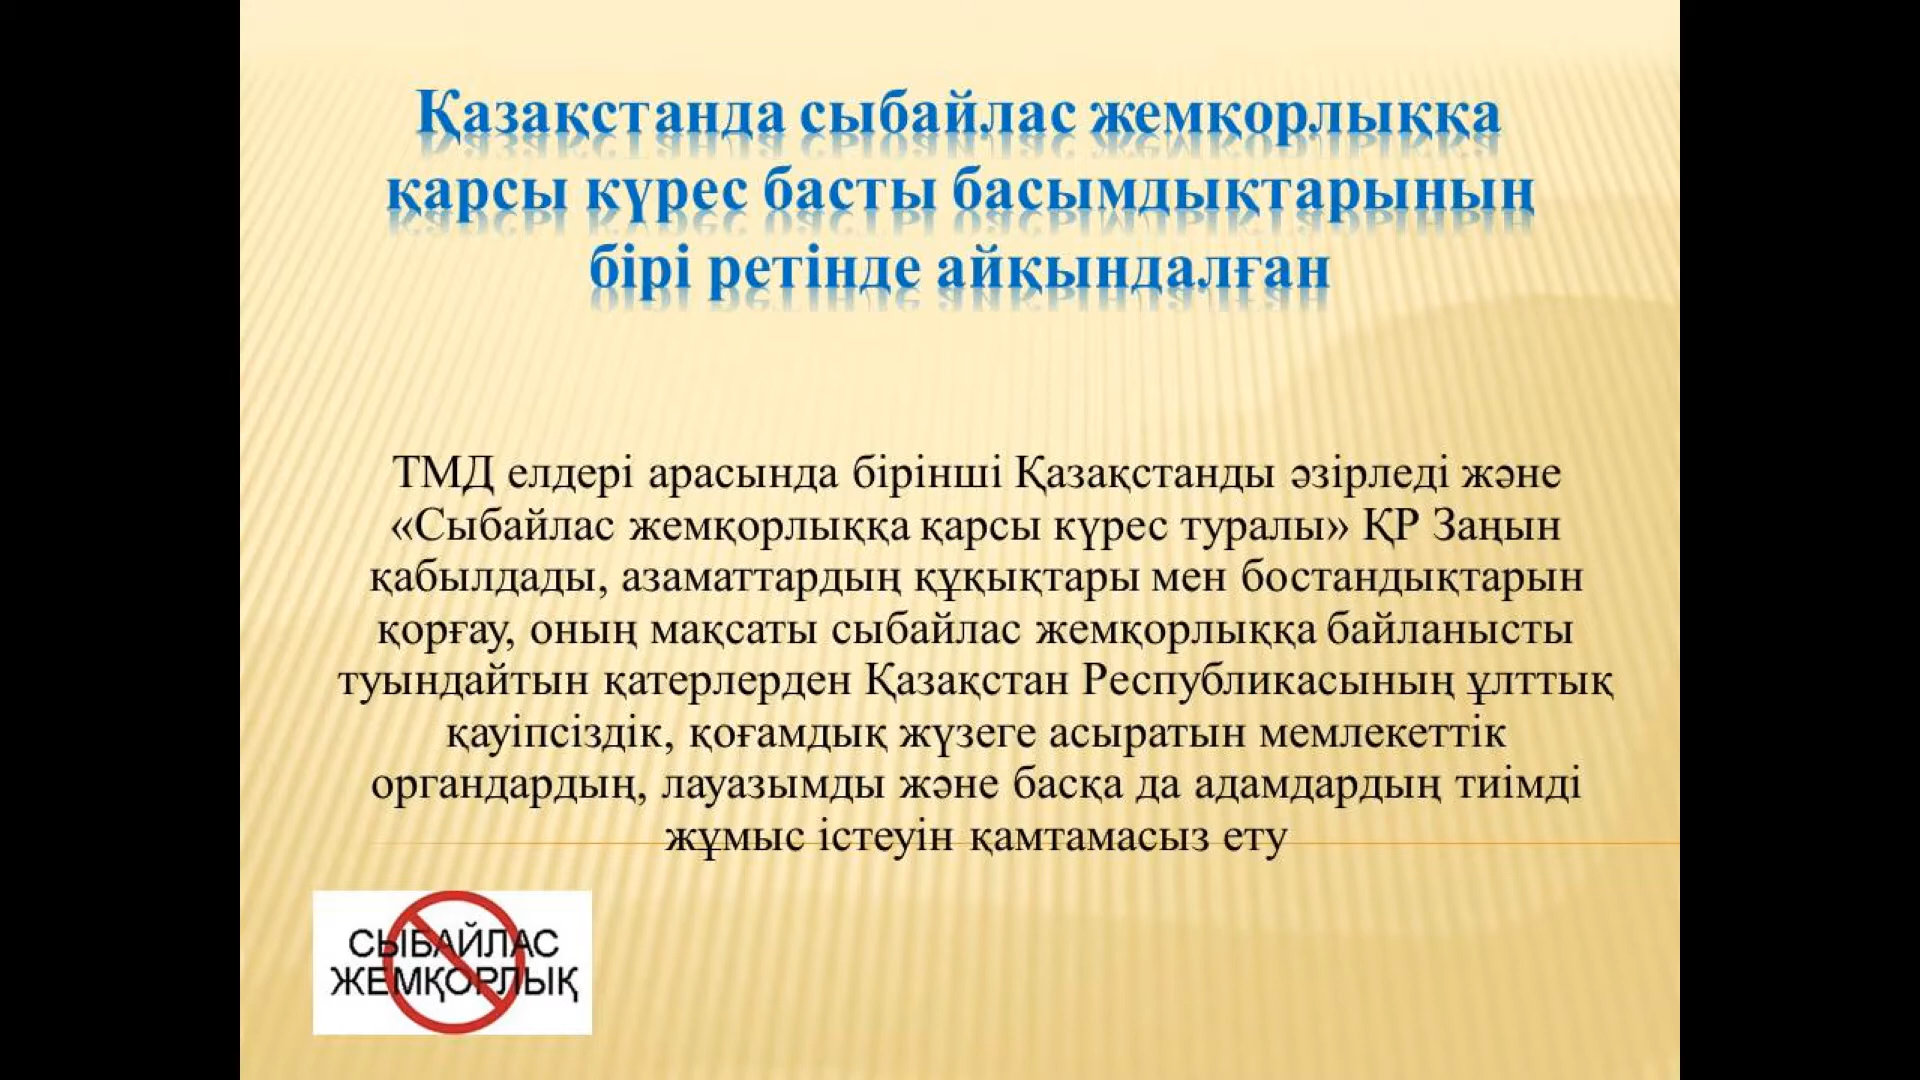 Қазақстанда сыбайлас жемқорлыққа
қарсы күрес басты басымдықтарының
бірі ретінде айқындалған
ТМД елдері арасында бірінші Қазақстанды әзірледі және
«Сыбайлас жемқорлыққа қарсы күрес туралы» ҚР Заңын
қабылдады, азаматтардың құқықтары мен бостандықтарын
қорғау, оның мақсаты сыбайлас жемқорлыққа байланысты
туындайтын қатерлерден Қазақстан Республикасының ұлттық
қауіпсіздік, қоғамдық жүзеге асыратын мемлекеттік
органдардың, лауазымды және басқа да адамдардың тиімді
жұмыс істеуін қамтамасыз ету
СЫБАЙЛАС
ЖЕМҚОРЛЫҚ